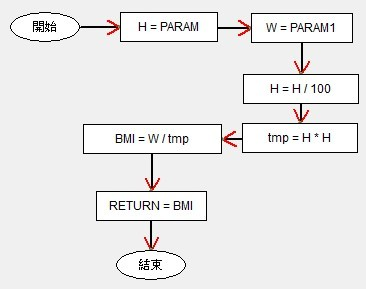 開始
H = PARAM
W = PARAM1
H = H / 100
tmp = H * H
BMI = W / tmp
RETURN = BMI
結束